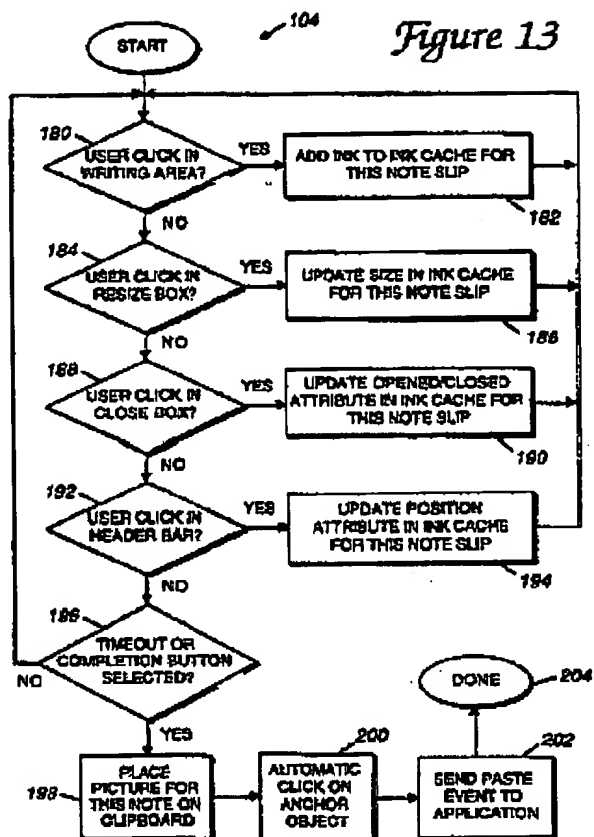 104
Figure 13
START
180
USER CLICK IN
WRITING AREA?
YES
ADD INK TO INK CACHE FOR
THIS NOTE SLIP
182
NO
184
USER CLICK IN
RESIZE BOX?
YES
UPDATE SIZE IN INK CACHE
FOR THIS NOTE SLIP
186
NO
188
USER CLICK IN
CLOSE BOX?
YES
UPDATE OPENED/CLOSED
ATTRIBUTE IN INK CACHE FOR
THIS NOTE SLIP
190
NO
192
USER CLICK IN
HEADER BAR?
YES
UPDATE POSITION
ATTRIBUTE IN INK CACHE
FOR THIS NOTE SLIP
194
NO
196
TIMEOUT OR
COMPLETION BUTTON
SELECTED?
NO
YES
DONE
204
198
PLACE
PICTURE FOR
THIS NOTE ON
CLIPBOARD
200
AUTOMATIC
CLICK ON
ANCHOR
OBJECT
202
SEND PASTE
EVENT TO
APPLICATION